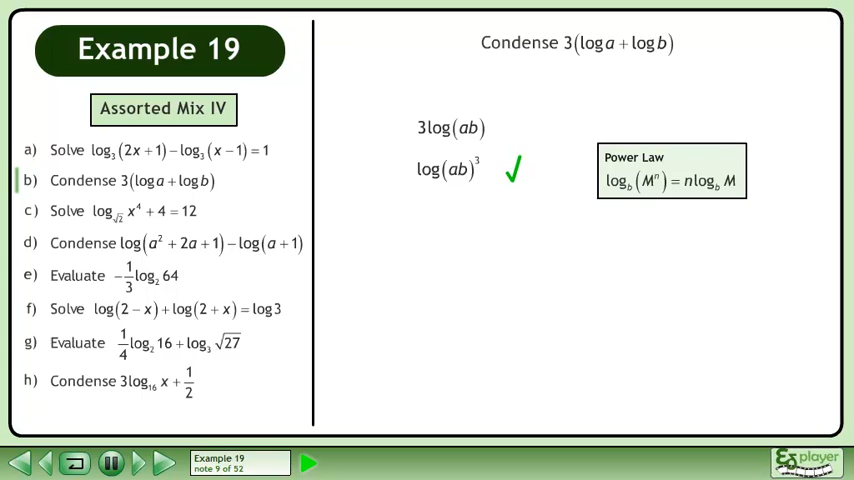 Example 19
Assorted Mix IV
a) Solve log₃(2x + 1) − log₃(x − 1) = 1
b) Condense 3(log a + log b)
c) Solve log_√2 x⁴ + 4 = 12
d) Condense log(a² + 2a + 1) − log(a + 1)
e) Evaluate −1/3 log₂ 64
f) Solve log(2 − x) + log(2 + x) = log 3
g) Evaluate 1/4 log₂ 16 + log₃ √27
h) Condense 3log₁₆ x + 1/2
Condense 3(log a + log b)
3log(ab)
log(ab)³
Power Law
log_b(Mⁿ) = nlog_b M
Example 19
note 9 of 52
player